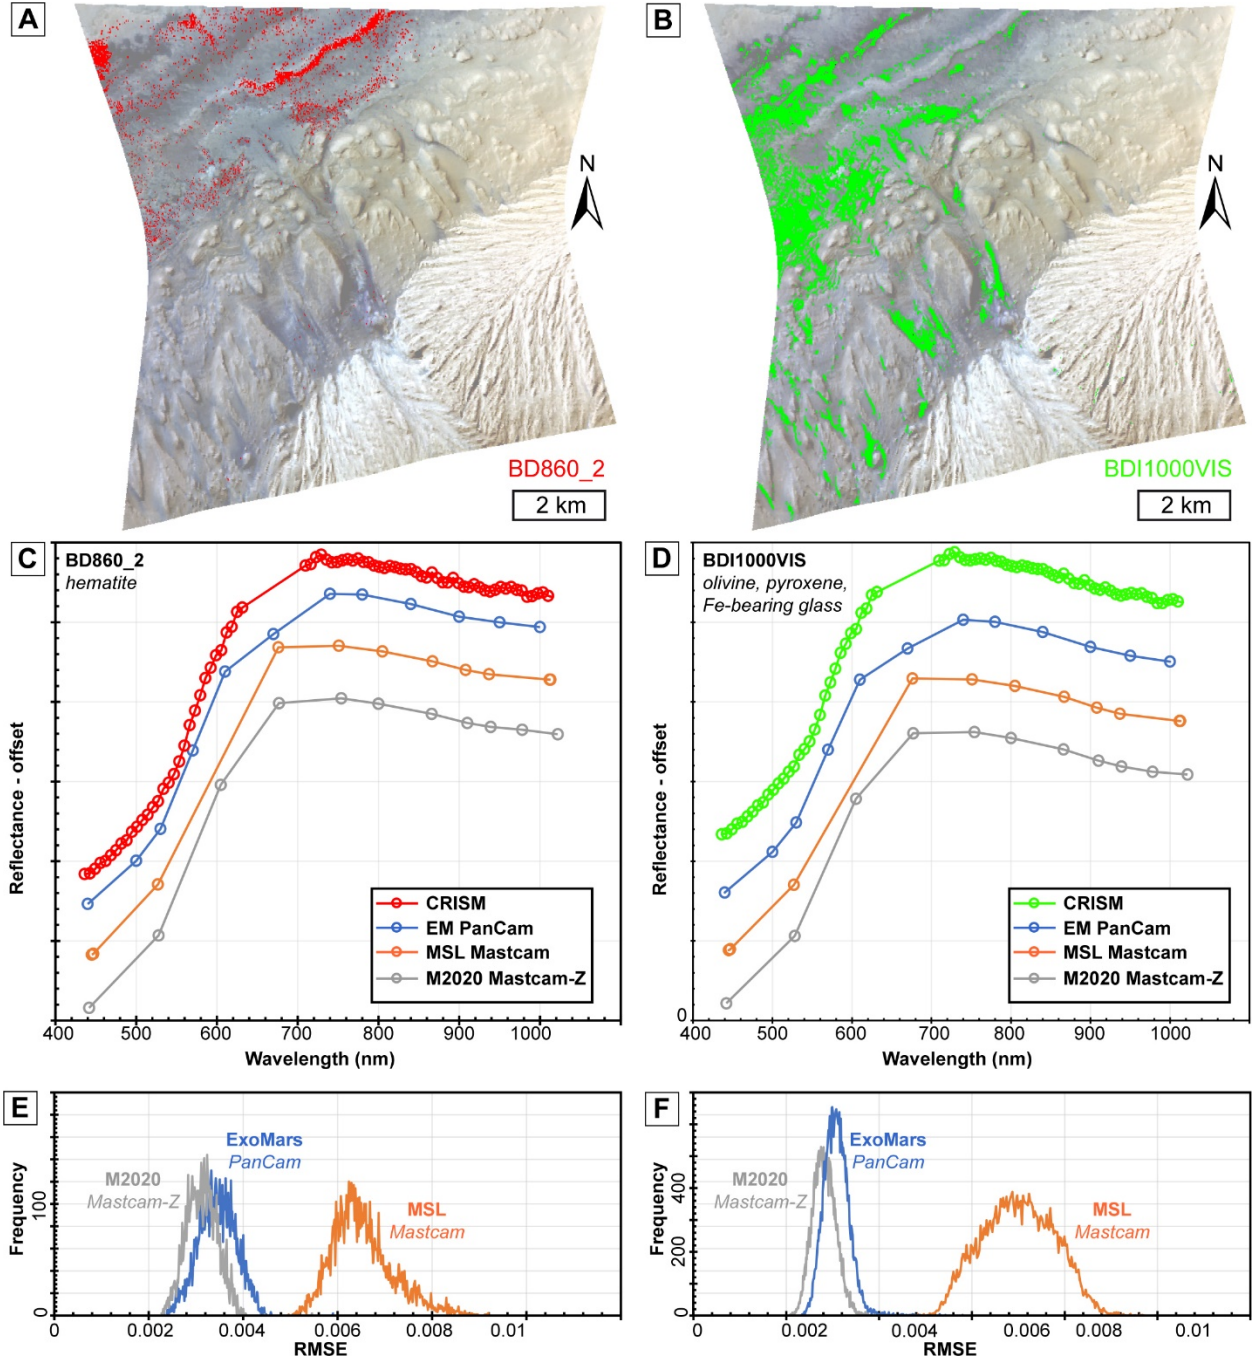 A
B
N
N
BD860_2
2 km
BDI1000VIS
2 km
C
BD860_2
hematite
Reflectance - offset
CRISM
EM PanCam
MSL Mastcam
M2020 Mastcam-Z
400 500 600 700 800 900 1000
Wavelength (nm)
D
BDI1000VIS
olivine, pyroxene,
Fe-bearing glass
Reflectance - offset
CRISM
EM PanCam
MSL Mastcam
M2020 Mastcam-Z
0
400 500 600 700 800 900 1000
Wavelength (nm)
E
Frequency
100
0
M2020
Mastcam-Z
ExoMars
PanCam
MSL
Mastcam
0 0.002 0.004 0.006 0.008 0.01
RMSE
F
Frequency
400
200
0
M2020
Mastcam-Z
ExoMars
PanCam
MSL
Mastcam
0 0.002 0.004 0.006 0.008 0.01
RMSE